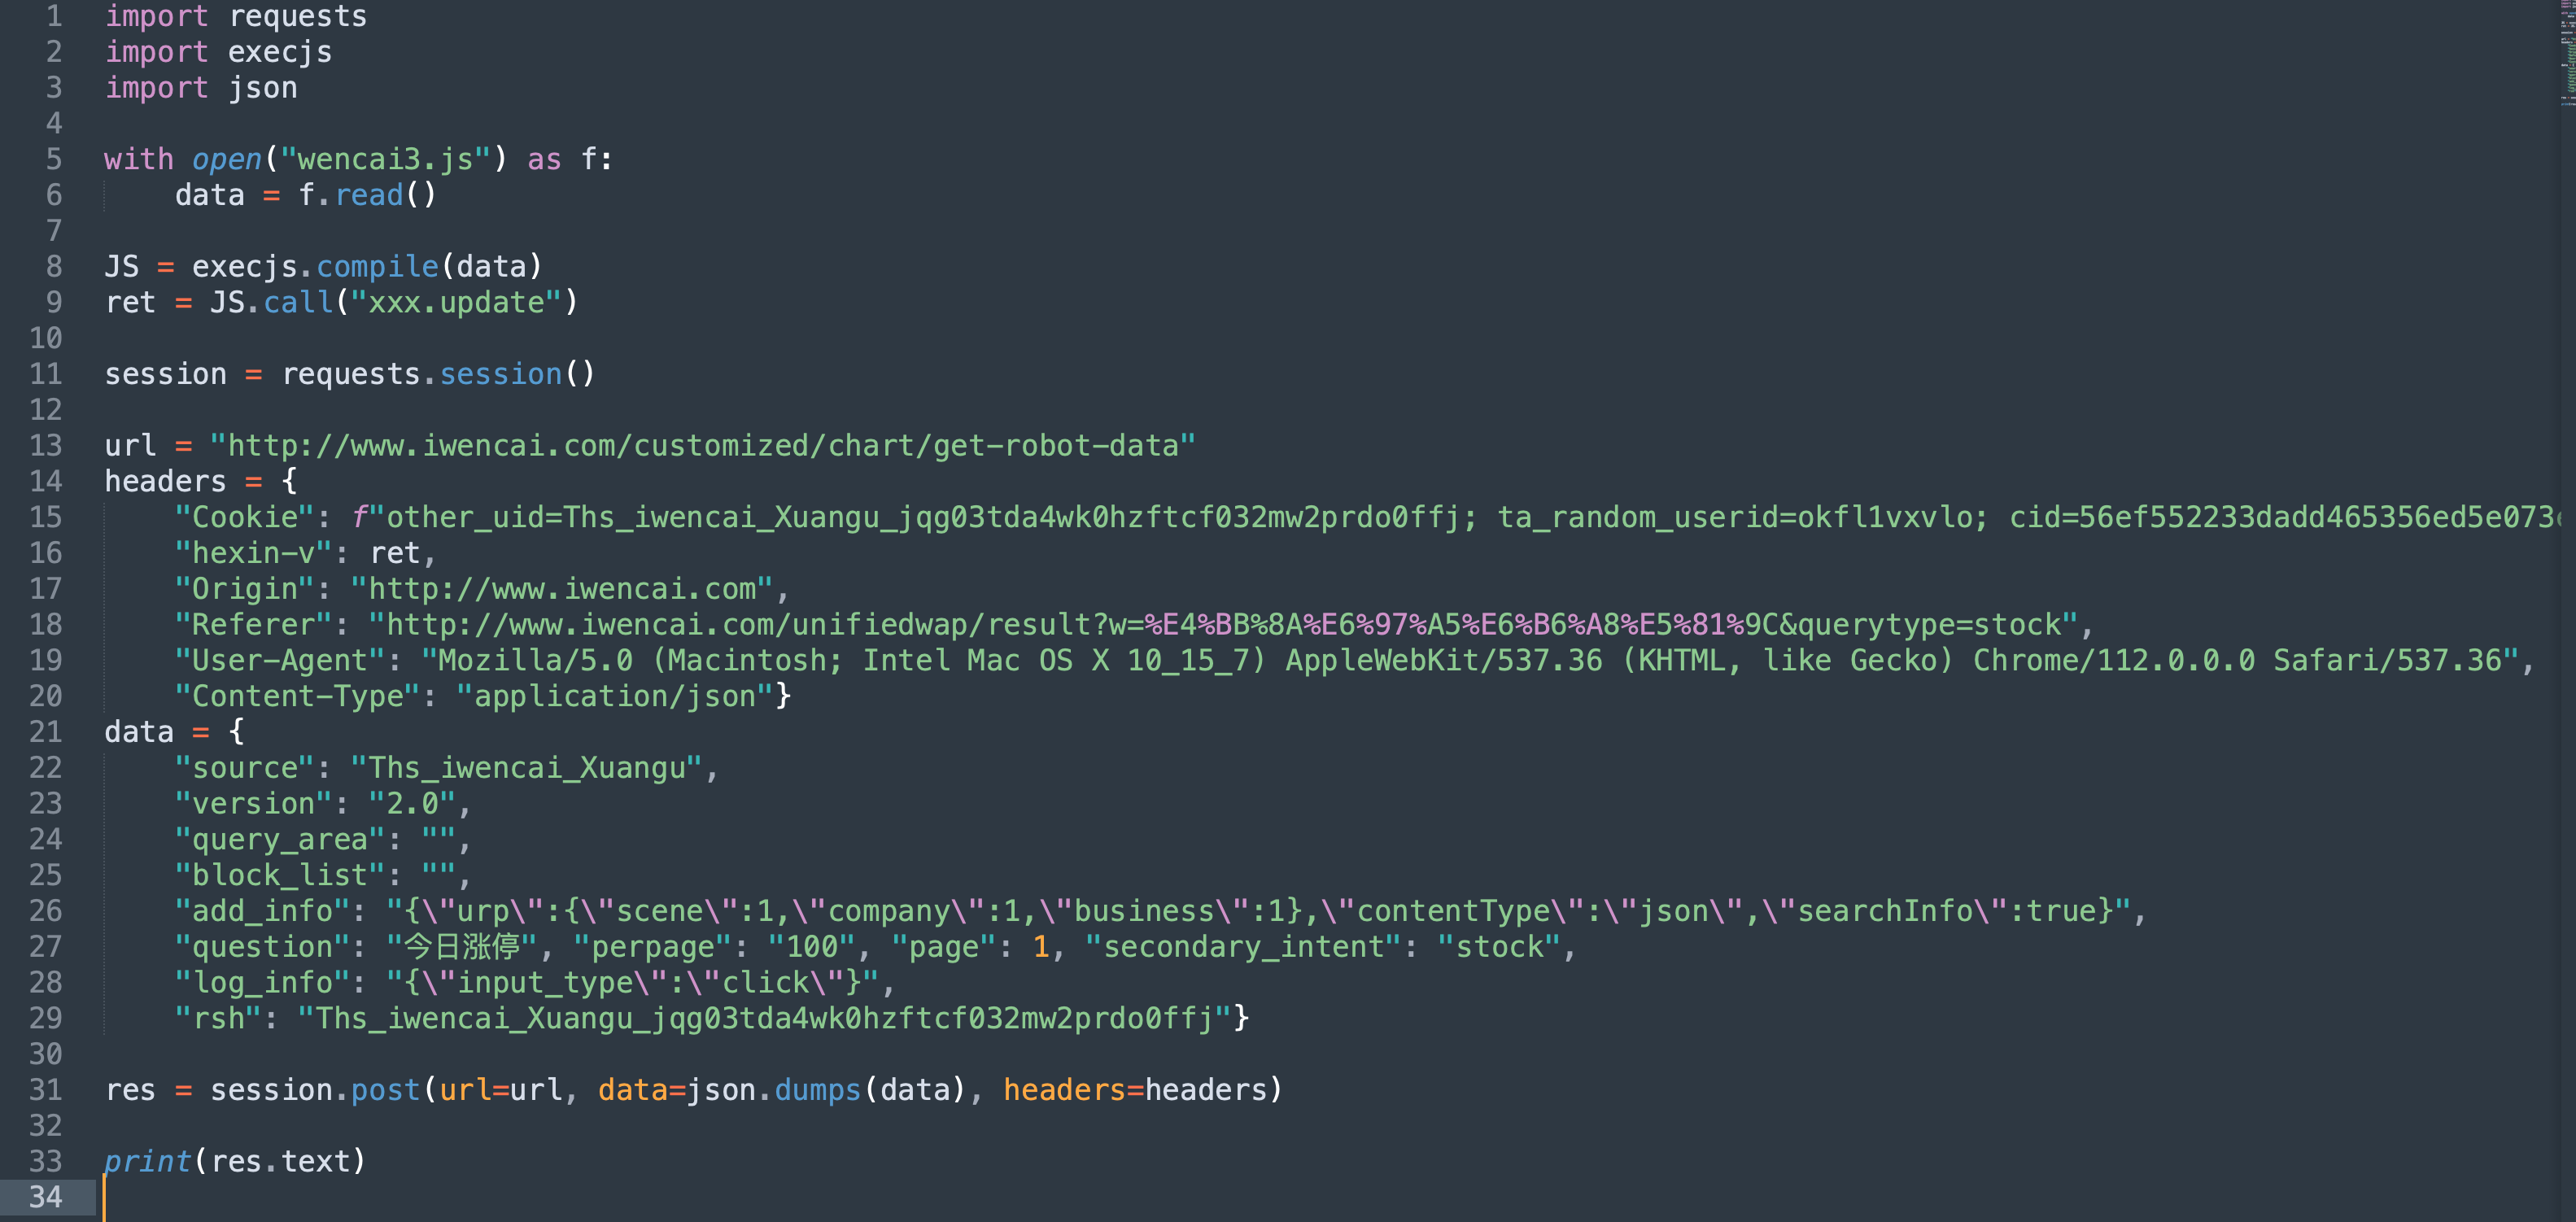 1 import requests
2 import execjs
3 import json
4
5 with open("wencai3.js") as f:
6     data = f.read()
7
8 JS = execjs.compile(data)
9 ret = JS.call("xxx.update")
10
11 session = requests.session()
12
13 url = "http://www.iwencai.com/customized/chart/get-robot-data"
14 headers = {
15     "Cookie": f"other_uid=Ths_iwencai_Xuangu_jqg03tda4wk0hzftcf032mw2prdo0ffj; ta_random_userid=okfl1vxvlo; cid=56ef552233dadd465356ed5e073
16     "hexin-v": ret,
17     "Origin": "http://www.iwencai.com",
18     "Referer": "http://www.iwencai.com/unifiedwap/result?w=%E4%BB%8A%E6%97%A5%E6%B6%A8%E5%81%9C&querytype=stock",
19     "User-Agent": "Mozilla/5.0 (Macintosh; Intel Mac OS X 10_15_7) AppleWebKit/537.36 (KHTML, like Gecko) Chrome/112.0.0.0 Safari/537.36",
20     "Content-Type": "application/json"}
21 data = {
22     "source": "Ths_iwencai_Xuangu",
23     "version": "2.0",
24     "query_area": "",
25     "block_list": "",
26     "add_info": "{\"urp\":{\"scene\":1,\"company\":1,\"business\":1},\"contentType\":\"json\",\"searchInfo\":true}",
27     "question": "今日涨停", "perpage": "100", "page": 1, "secondary_intent": "stock",
28     "log_info": "{\"input_type\":\"click\"}",
29     "rsh": "Ths_iwencai_Xuangu_jqg03tda4wk0hzftcf032mw2prdo0ffj"}
30
31 res = session.post(url=url, data=json.dumps(data), headers=headers)
32
33 print(res.text)
34